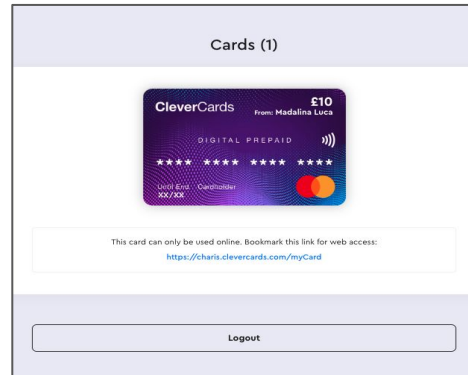 Cards (1)
CleverCards
£10
From: Madalina Luca
DIGITAL PREPAID
**** **** **** ****
Until End Cardholder
XX/XX
This card can only be used online. Bookmark this link for web access:
https://charis.clevercards.com/myCard
Logout